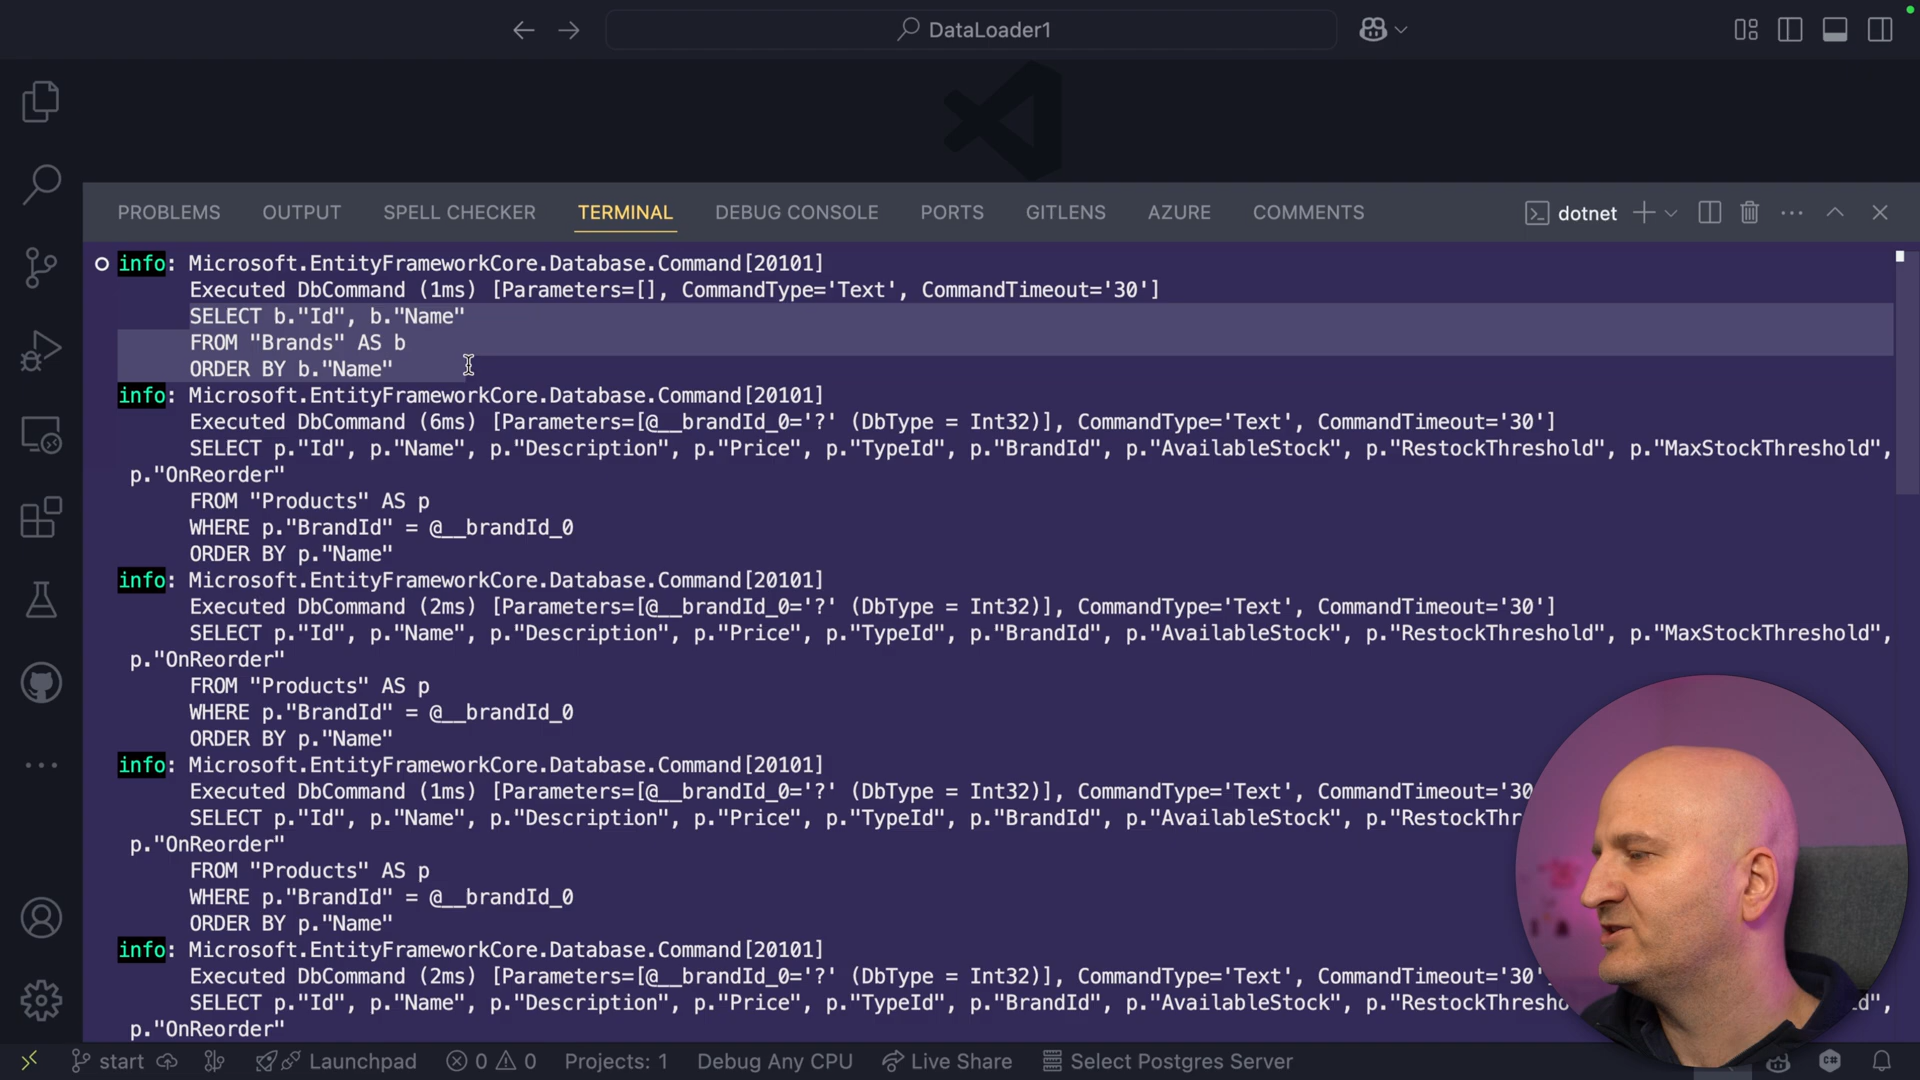 DataLoader1
PROBLEMS OUTPUT SPELL CHECKER TERMINAL DEBUG CONSOLE PORTS GITLENS AZURE COMMENTS dotnet
info: Microsoft.EntityFrameworkCore.Database.Command[20101]
Executed DbCommand (1ms) [Parameters=[], CommandType='Text', CommandTimeout='30']
SELECT b."Id", b."Name"
FROM "Brands" AS b
ORDER BY b."Name"
info: Microsoft.EntityFrameworkCore.Database.Command[20101]
Executed DbCommand (6ms) [Parameters=[@__brandId_0='?' (DbType = Int32)], CommandType='Text', CommandTimeout='30']
SELECT p."Id", p."Name", p."Description", p."Price", p."TypeId", p."BrandId", p."AvailableStock", p."RestockThreshold", p."MaxStockThreshold",
p."OnReorder"
FROM "Products" AS p
WHERE p."BrandId" = @__brandId_0
ORDER BY p."Name"
info: Microsoft.EntityFrameworkCore.Database.Command[20101]
Executed DbCommand (2ms) [Parameters=[@__brandId_0='?' (DbType = Int32)], CommandType='Text', CommandTimeout='30']
SELECT p."Id", p."Name", p."Description", p."Price", p."TypeId", p."BrandId", p."AvailableStock", p."RestockThreshold", p."MaxStockThreshold",
p."OnReorder"
FROM "Products" AS p
WHERE p."BrandId" = @__brandId_0
ORDER BY p."Name"
info: Microsoft.EntityFrameworkCore.Database.Command[20101]
Executed DbCommand (1ms) [Parameters=[@__brandId_0='?' (DbType = Int32)], CommandType='Text', CommandTimeout='30
SELECT p."Id", p."Name", p."Description", p."Price", p."TypeId", p."BrandId", p."AvailableStock", p."RestockThr
p."OnReorder"
FROM "Products" AS p
WHERE p."BrandId" = @__brandId_0
ORDER BY p."Name"
info: Microsoft.EntityFrameworkCore.Database.Command[20101]
Executed DbCommand (2ms) [Parameters=[@__brandId_0='?' (DbType = Int32)], CommandType='Text', CommandTimeout='30'
SELECT p."Id", p."Name", p."Description", p."Price", p."TypeId", p."BrandId", p."AvailableStock", p."RestockThresho ld",
p."OnReorder"
start Launchpad 0 0 Projects: 1 Debug Any CPU Live Share Select Postgres Server